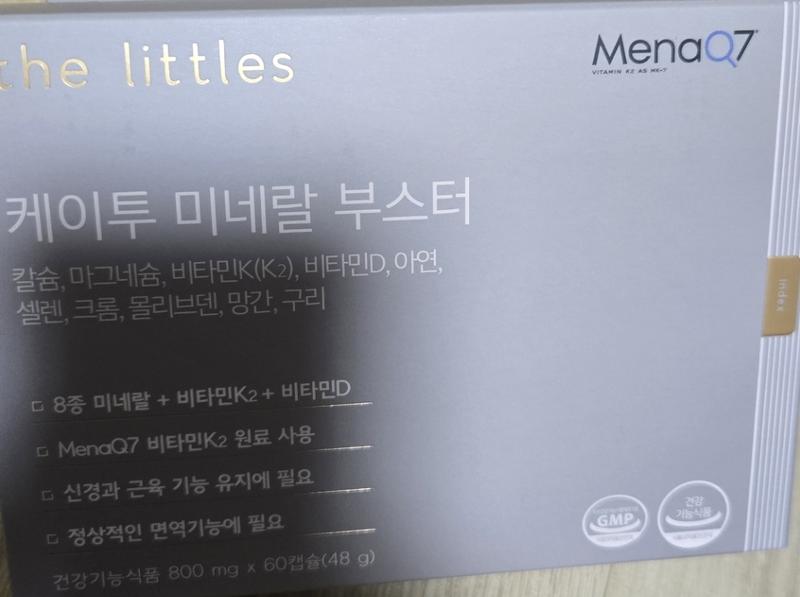 the littles
MenaQ7
VITAMIN K2 AS MK-7
케이투 미네랄 부스터
칼슘, 마그네슘, 비타민K(K2), 비타민D, 아연,
셀렌, 크롬, 몰리브덴, 망간, 구리
index
8종 미네랄 + 비타민K2 + 비타민D
MenaQ7 비타민K2 원료 사용
신경과 근육 기능 유지에 필요
정상적인 면역기능에 필요
건강기능식품 800 mg x 60캡슐(48 g)
GMP
건강
기능식품